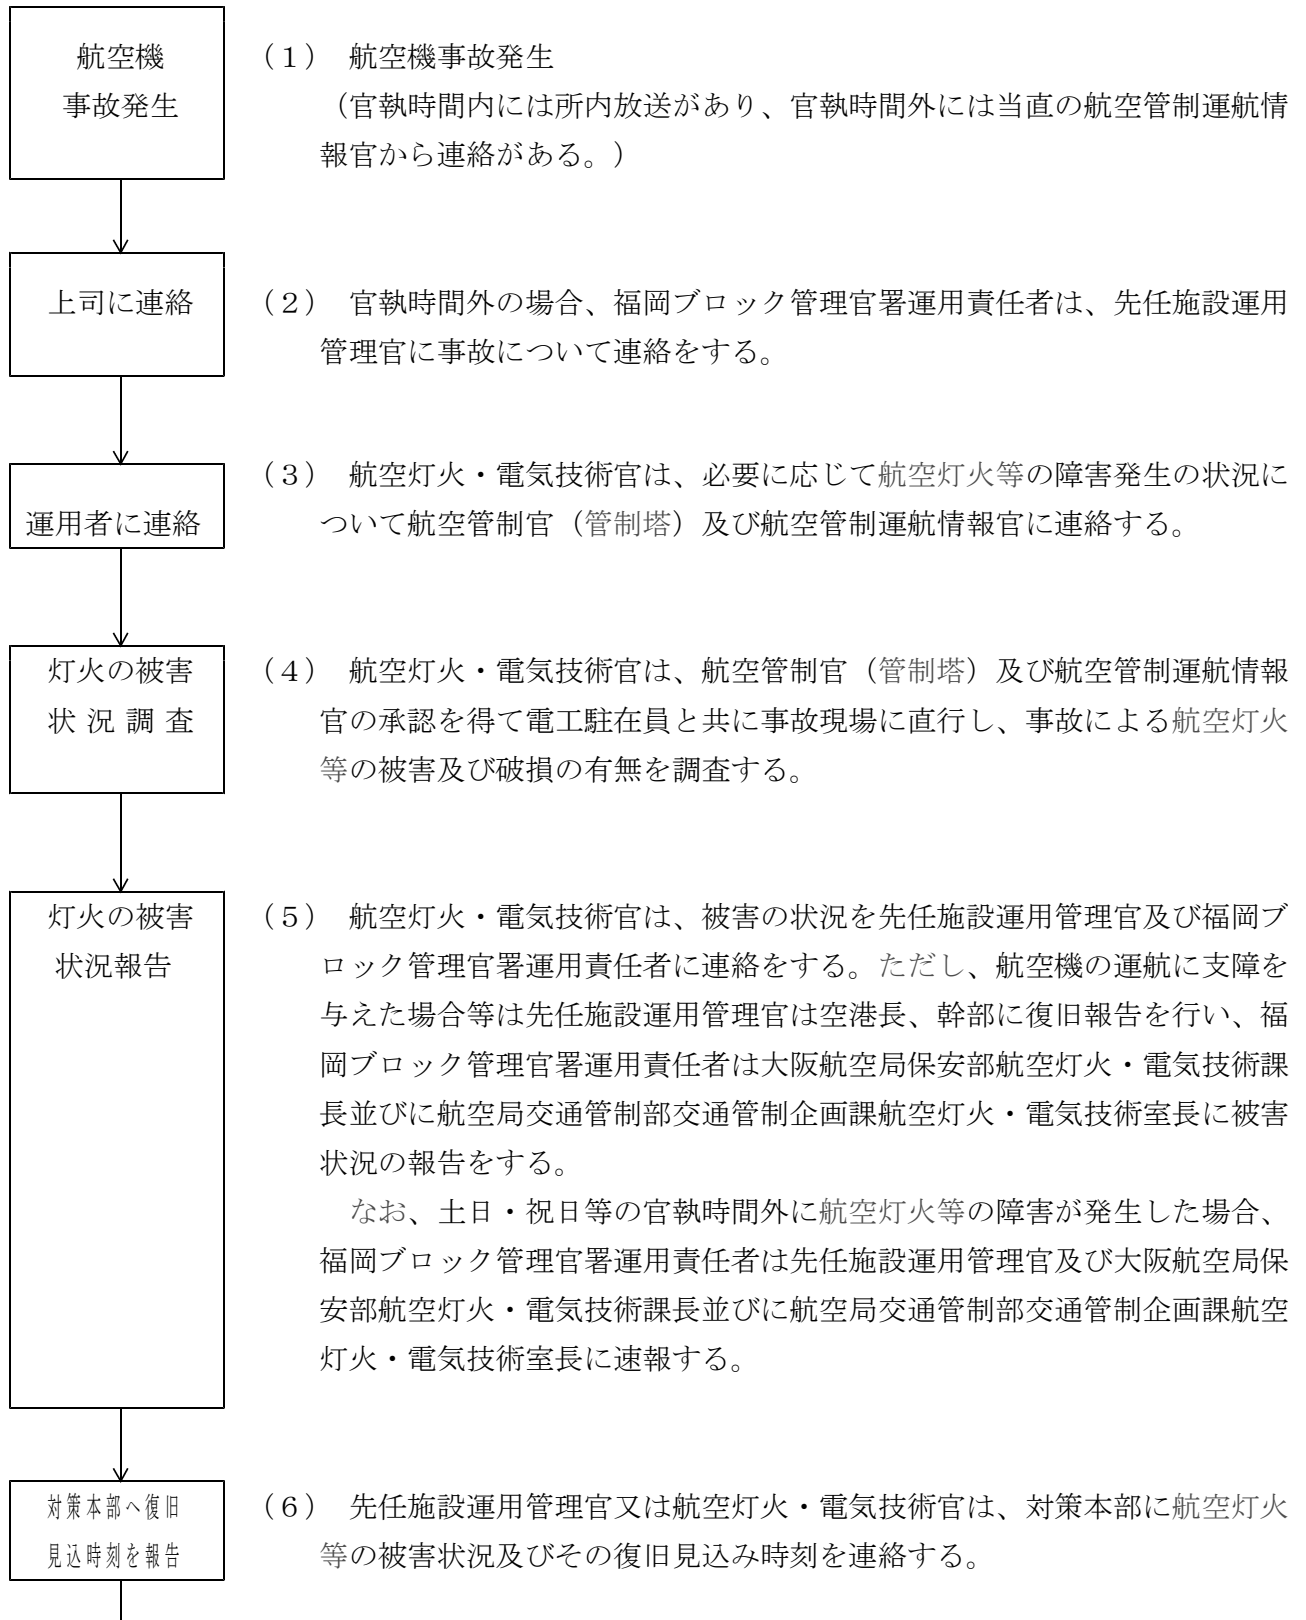 航空機
事故発生
（１） 航空機事故発生
（官執時間内には所内放送があり、官執時間外には当直の航空管制運航情
報官から連絡がある。）
上司に連絡
（２） 官執時間外の場合、福岡ブロック管理官署運用責任者は、先任施設運用
管理官に事故について連絡をする。
運用者に連絡
（３） 航空灯火・電気技術官は、必要に応じて航空灯火等の障害発生の状況に
ついて航空管制官（管制塔）及び航空管制運航情報官に連絡する。
灯火の被害
状 況 調 査
（４） 航空灯火・電気技術官は、航空管制官（管制塔）及び航空管制運航情報
官の承認を得て電工駐在員と共に事故現場に直行し、事故による航空灯火
等の被害及び破損の有無を調査する。
灯火の被害
状況報告
（５） 航空灯火・電気技術官は、被害の状況を先任施設運用管理官及び福岡ブ
ロック管理官署運用責任者に連絡をする。ただし、航空機の運航に支障を
与えた場合等は先任施設運用管理官は空港長、幹部に復旧報告を行い、福
岡ブロック管理官署運用責任者は大阪航空局保安部航空灯火・電気技術課
長並びに航空局交通管制部交通管制企画課航空灯火・電気技術室長に被害
状況の報告をする。
なお、土日・祝日等の官執時間外に航空灯火等の障害が発生した場合、
福岡ブロック管理官署運用責任者は先任施設運用管理官及び大阪航空局保
安部航空灯火・電気技術課長並びに航空局交通管制部交通管制企画課航空
灯火・電気技術室長に速報する。
対策本部へ復旧
見込時刻を報告
（６） 先任施設運用管理官又は航空灯火・電気技術官は、対策本部に航空灯火
等の被害状況及びその復旧見込み時刻を連絡する。